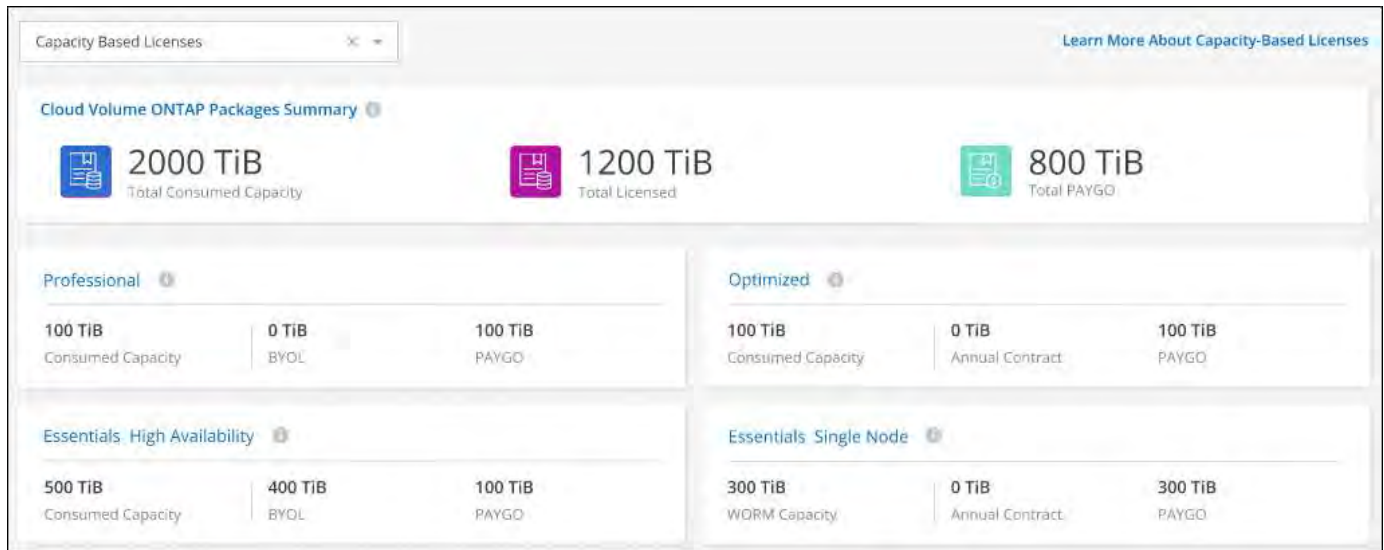 Capacity Based Licenses
Learn More About Capacity-Based Licenses
Cloud Volume ONTAP Packages Summary
2000 TiB
Total Consumed Capacity
1200 TiB
Total Licensed
800 TiB
Total PAYGO
Professional
100 TiB
Consumed Capacity
0 TiB
BYOL
100 TiB
PAYGO
Optimized
100 TiB
Consumed Capacity
0 TiB
Annual Contract
100 TiB
PAYGO
Essentials High Availability
500 TiB
Consumed Capacity
400 TiB
BYOL
100 TiB
PAYGO
Essentials Single Node
300 TiB
WORM Capacity
0 TiB
Annual Contract
300 TiB
PAYGO